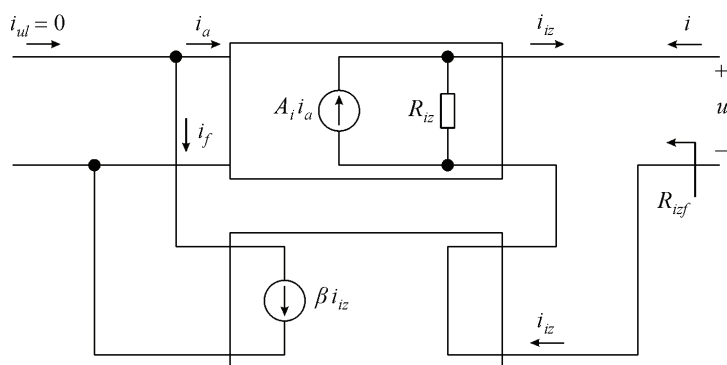 i_ul = 0
i_a
i_iz
i
+
A_i i_a
R_iz
u
i_f
−
R_izf
β i_iz
i_iz